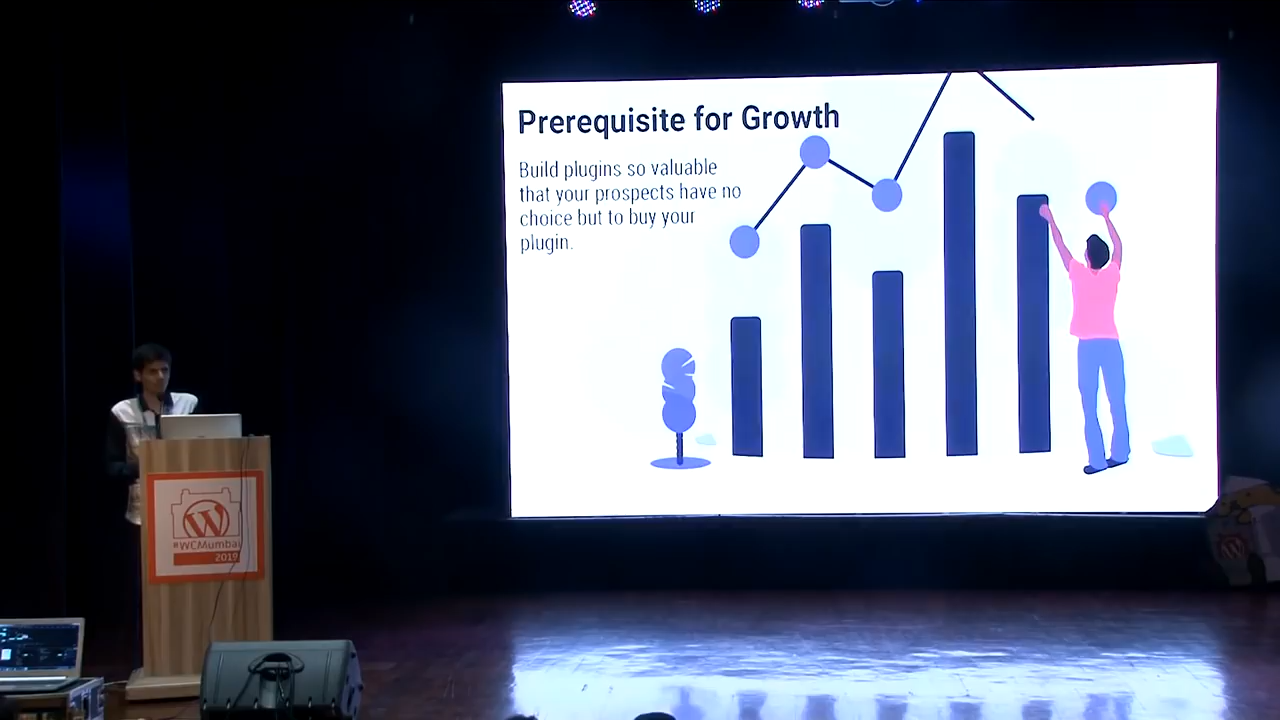 Prerequisite for Growth
Build plugins so valuable
that your prospects have no
choice but to buy your
plugin.
#WCMumbai
2019